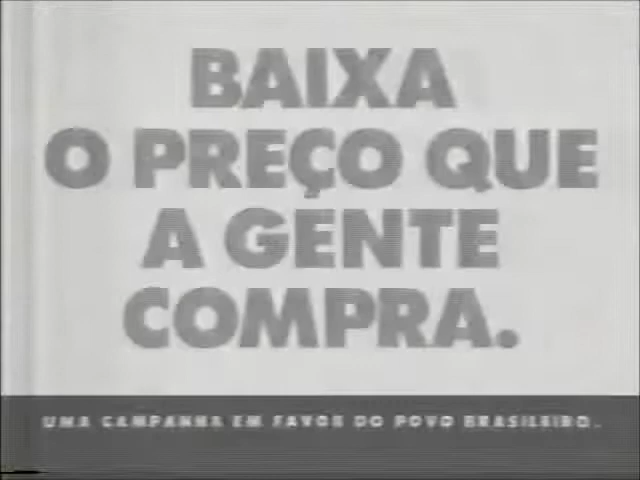 BAIXA
O PREÇO QUE
A GENTE
COMPRA.
UMA CAMPANHA EM FAVOR DO POVO BRASILEIRO.